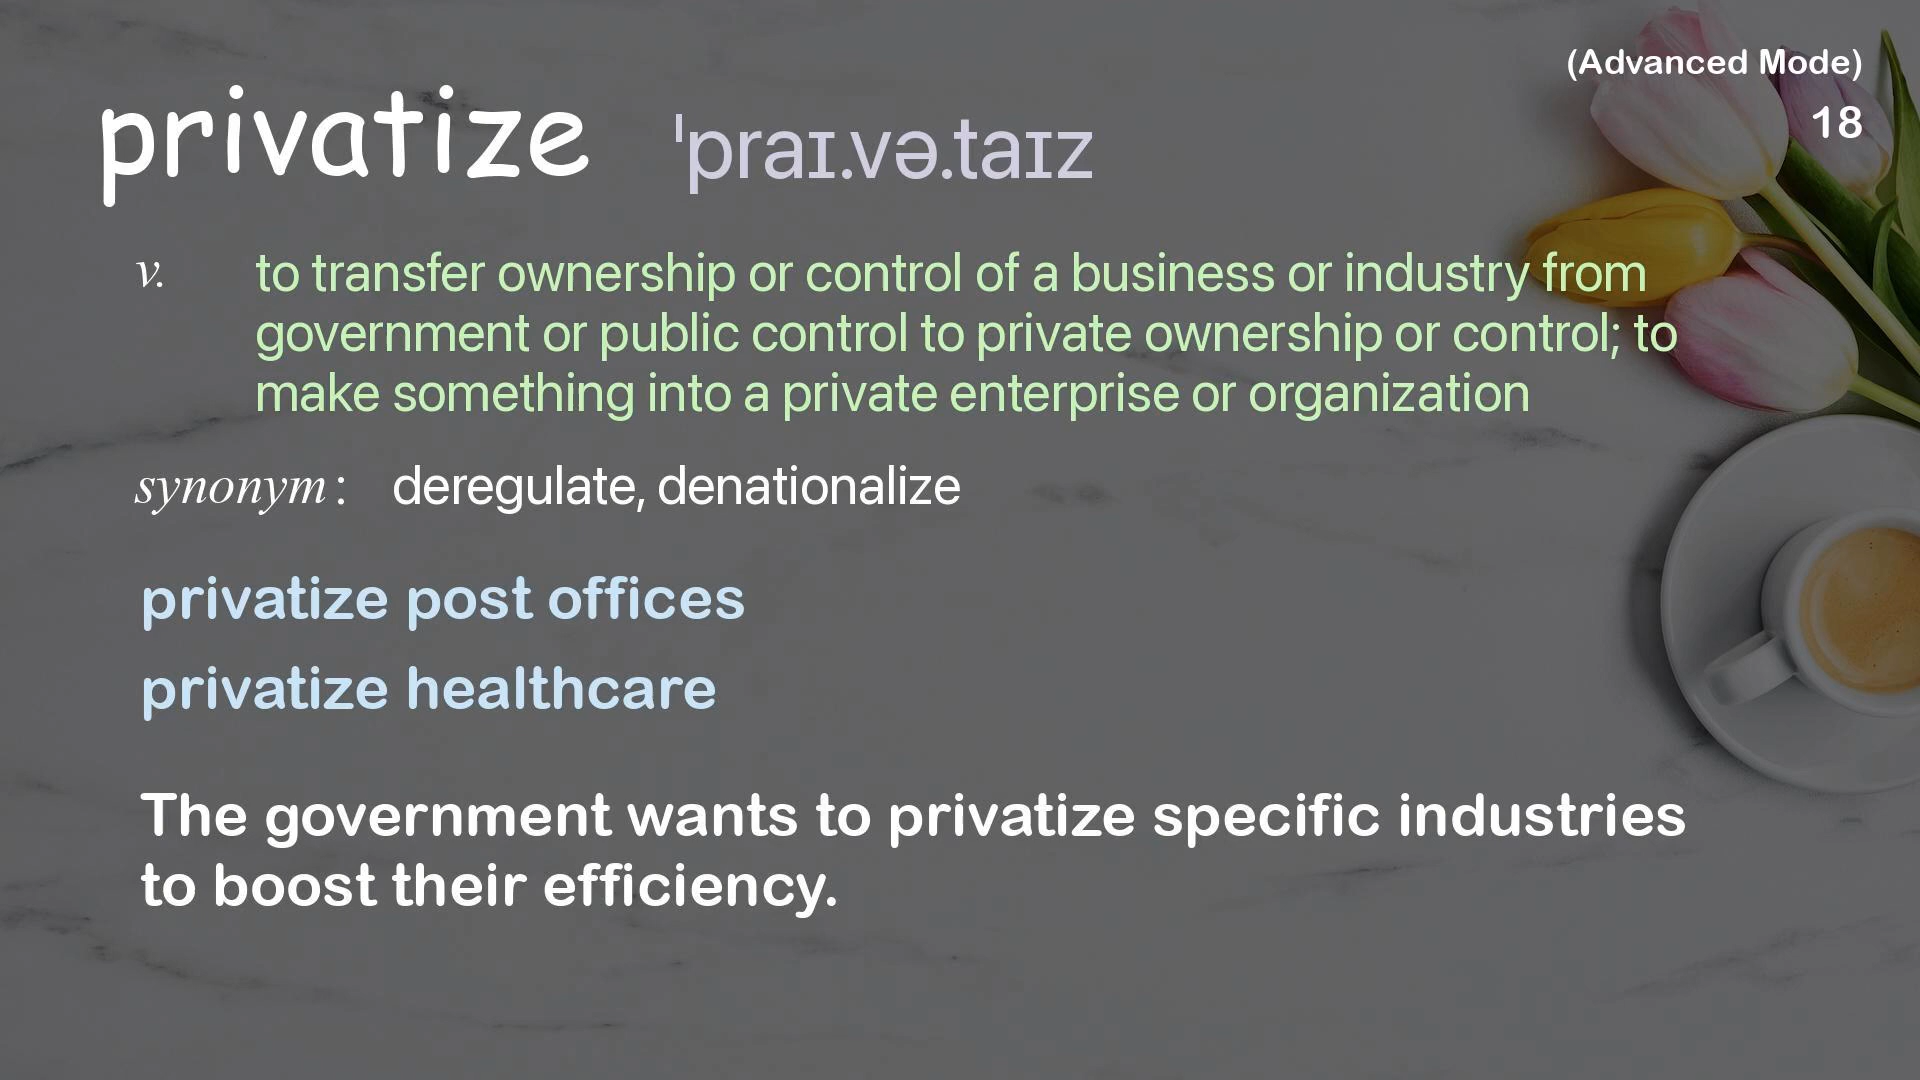 (Advanced Mode)
privatize ˈpraɪ.və.taɪz
18
v. to transfer ownership or control of a business or industry from
government or public control to private ownership or control; to
make something into a private enterprise or organization
synonym: deregulate, denationalize
privatize post offices
privatize healthcare
The government wants to privatize specific industries
to boost their efficiency.